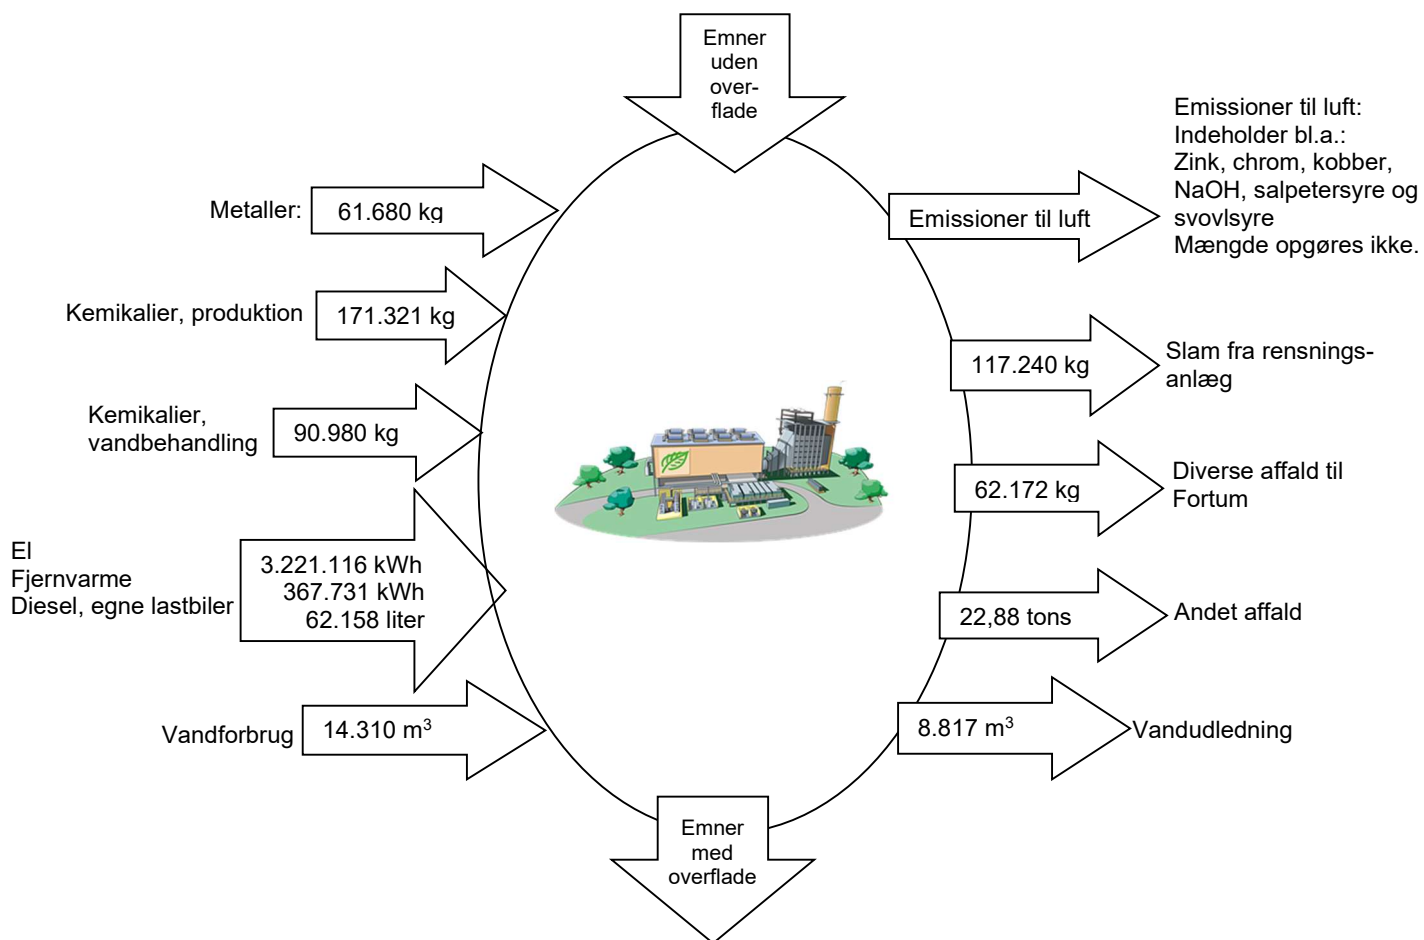 Emner
uden
over-
flade
Metaller:
61.680 kg
Kemikalier, produktion
171.321 kg
Kemikalier,
vandbehandling
90.980 kg
El
Fjernvarme
Diesel, egne lastbiler
3.221.116 kWh
367.731 kWh
62.158 liter
Vandforbrug
14.310 m³
Emissioner til luft
Emissioner til luft:
Indeholder bl.a.:
Zink, chrom, kobber,
NaOH, salpetersyre og
svovlsyre
Mængde opgøres ikke.
117.240 kg
Slam fra rensnings-
anlæg
62.172 kg
Diverse affald til
Fortum
22,88 tons
Andet affald
8.817 m³
Vandudledning
Emner
med
overflade